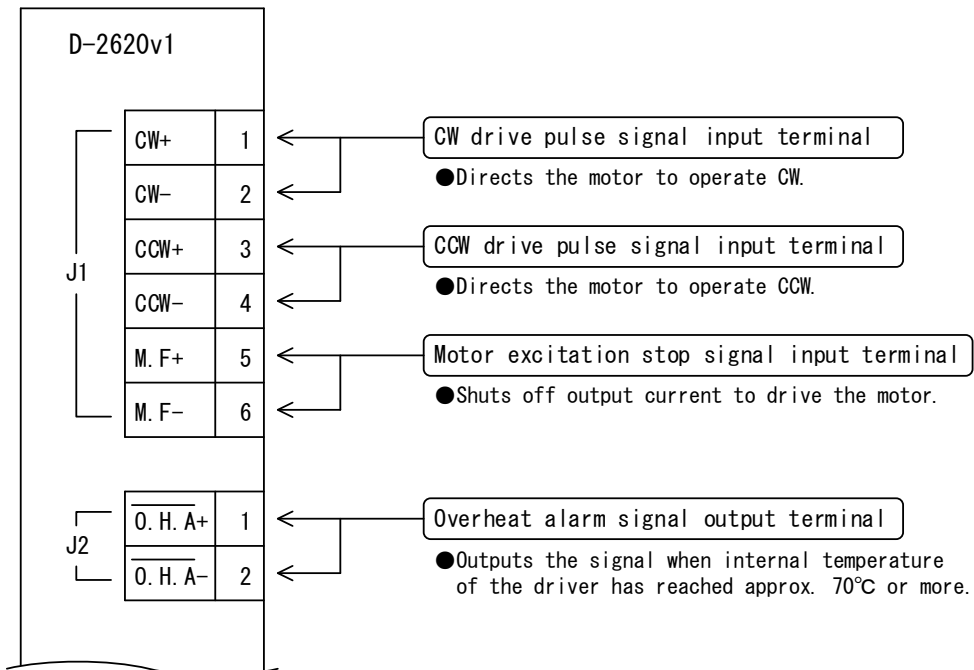 D-2620v1
J1
CW+ 1
CW- 2
CCW+ 3
CCW- 4
M.F+ 5
M.F- 6
CW drive pulse signal input terminal
●Directs the motor to operate CW.
CCW drive pulse signal input terminal
●Directs the motor to operate CCW.
Motor excitation stop signal input terminal
●Shuts off output current to drive the motor.
J2
O.H.A+ 1
O.H.A- 2
Overheat alarm signal output terminal
●Outputs the signal when internal temperature
of the driver has reached approx. 70℃ or more.